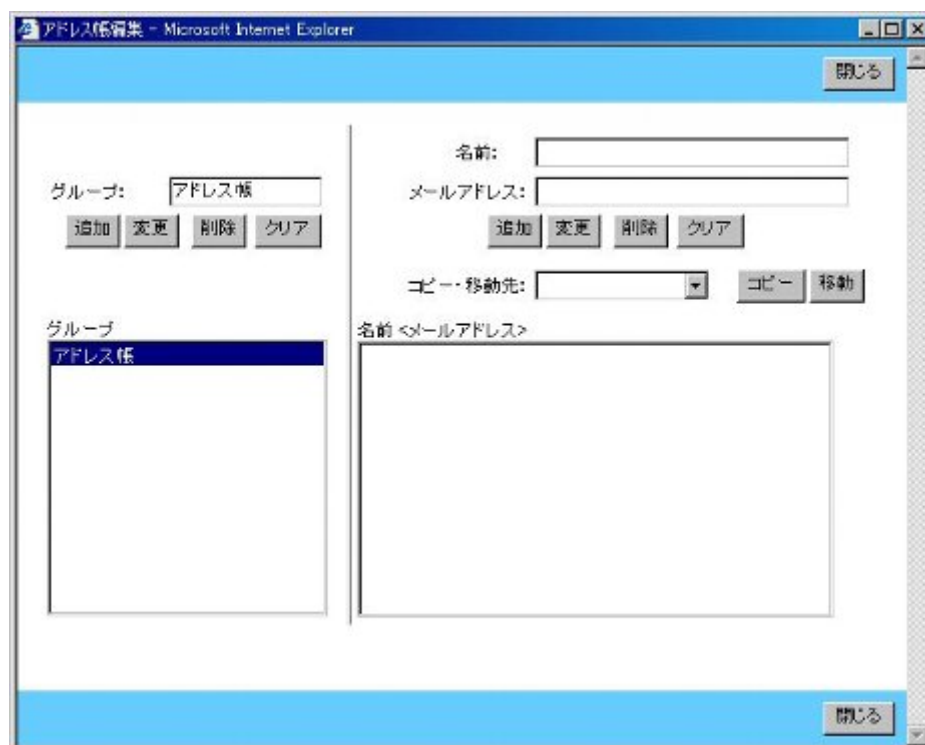 アドレス帳編集 - Microsoft Internet Explorer
閉じる
グループ: アドレス帳
追加 変更 削除 クリア
グループ
アドレス帳
名前:
メールアドレス:
追加 変更 削除 クリア
コピー・移動先: コピー 移動
名前 <メールアドレス>
閉じる